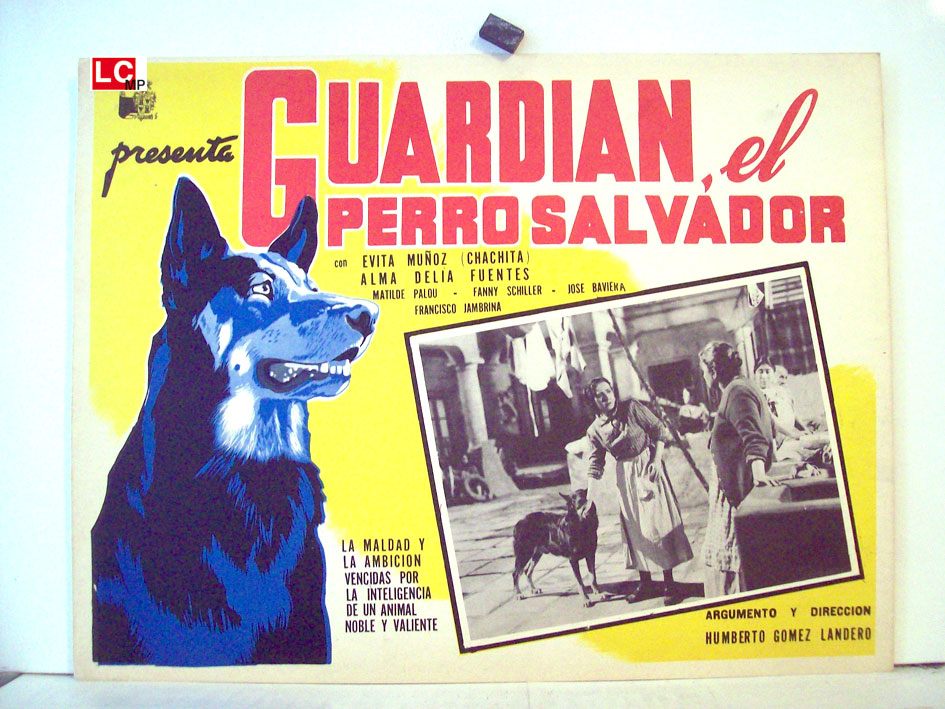 LC
MP
presenta
GUARDIAN, el
PERRO SALVADOR
con EVITA MUÑOZ (CHACHITA)
ALMA DELIA FUENTES
MATILDE PALOU - FANNY SCHILLER - JOSE BAVIERA
FRANCISCO JAMBRINA
LA MALDAD Y
LA AMBICION
VENCIDAS POR
LA INTELIGENCIA
DE UN ANIMAL
NOBLE Y VALIENTE
ARGUMENTO Y DIRECCION
HUMBERTO GOMEZ LANDERO